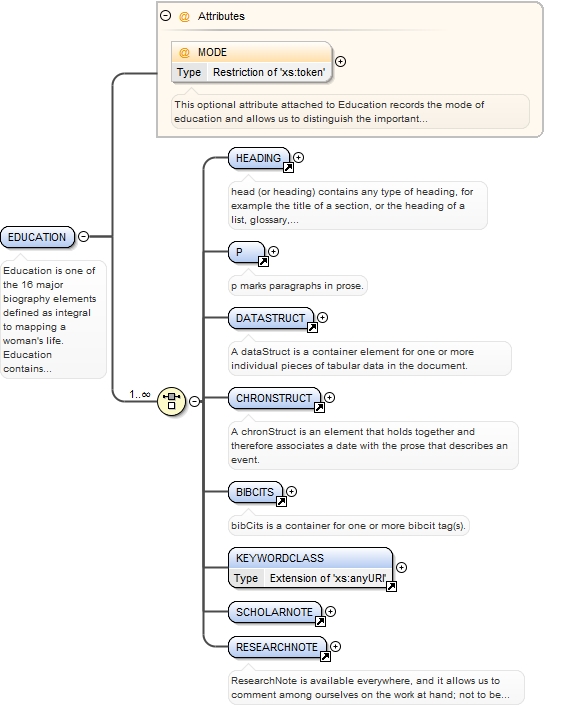 @ Attributes
@ MODE
Type Restriction of 'xs:token'
This optional attribute attached to Education records the mode of
education and allows us to distinguish the important...
HEADING
head (or heading) contains any type of heading, for
example the title of a section, or the heading of a
list, glossary,...
EDUCATION
P
Education is one of
the 16 major
biography elements
defined as integral
to mapping a
woman's life.
Education
contains...
p marks paragraphs in prose.
DATASTRUCT
A dataStruct is a container element for one or more
individual pieces of tabular data in the document.
1..∞
CHRONSTRUCT
A chronStruct is an element that holds together and
therefore associates a date with the prose that describes an
event.
BIBCITS
bibCits is a container for one or more bibcit tag(s).
KEYWORDCLASS
Type Extension of 'xs:anyURI'
SCHOLARNOTE
RESEARCHNOTE
ResearchNote is available everywhere, and it allows us to
comment among ourselves on the work at hand; not to be...